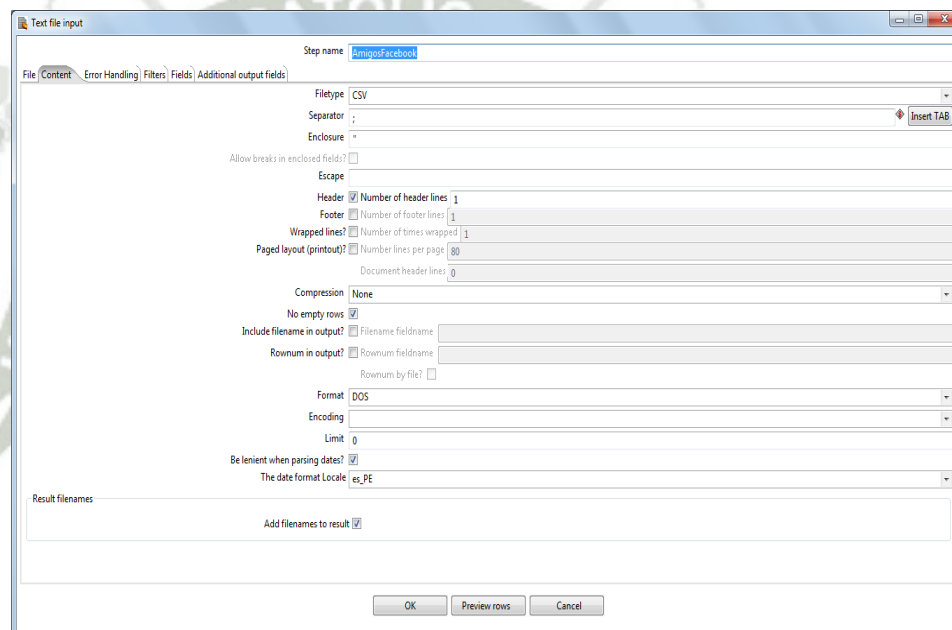 Text file input
Step name AmigosFacebook
File Content Error Handling Filters Fields Additional output fields
Filetype CSV
Separator ; Insert TAB
Enclosure "
Allow breaks in enclosed fields?
Escape
Header Number of header lines 1
Footer Number of footer lines 1
Wrapped lines? Number of times wrapped 1
Paged layout (printout)? Number lines per page 80
Document header lines 0
Compression None
No empty rows
Include filename in output? Filename fieldname
Rownum in output? Rownum fieldname
Rownum by file?
Format DOS
Encoding
Limit 0
Be lenient when parsing dates?
The date format Locale es_PE
Result filenames
Add filenames to result
OK Preview rows Cancel